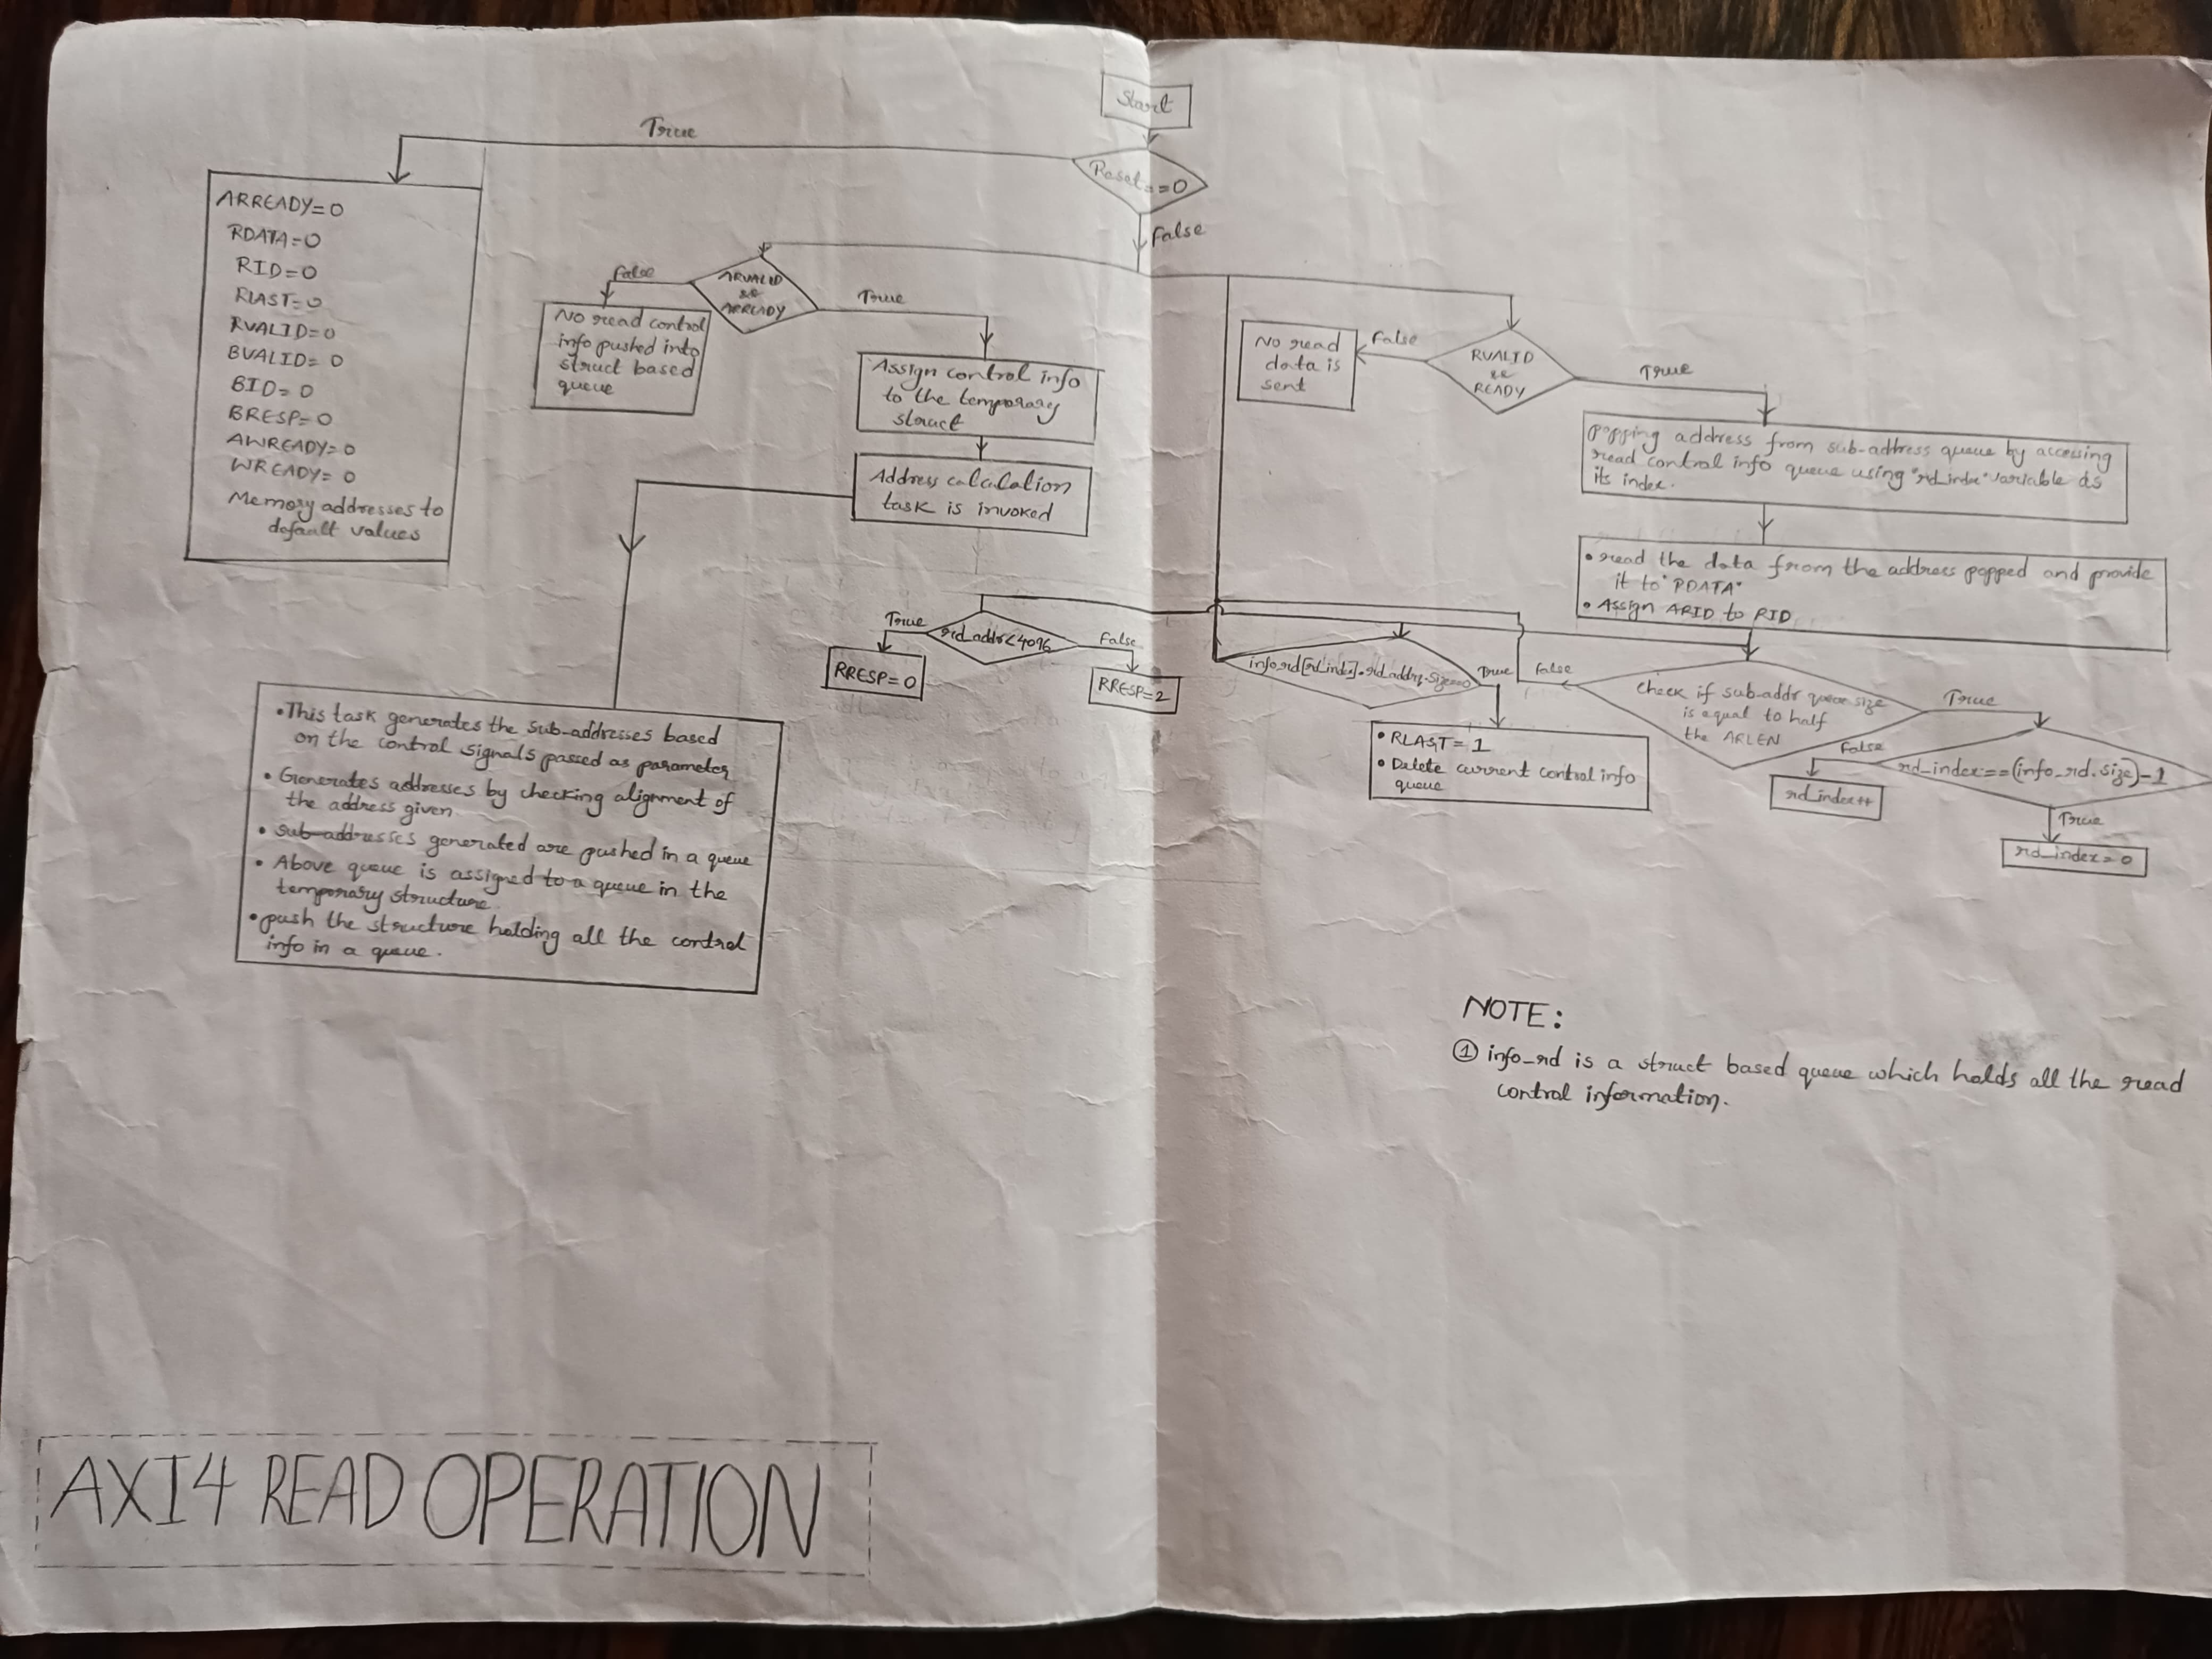 Start
True
Reset==0
False
ARREADY=0
RDATA=0
RID=0
RLAST=0
RVALID=0
BVALID=0
BID=0
BRESP=0
AWREADY=0
WREADY=0
Memory addresses to
default values
False
ARVALID
&&
ARREADY
True
No read control
info pushed into
struct based
queue
Assign control info
to the temporary
struct
Address calculation
task is invoked
No read
data is
sent
False
RVALID
&&
READY
True
Popping address from sub-address queue by accessing
read control info queue using "rd_index" variable as
its index.
• read the data from the address popped and provide
it to "PDATA"
• Assign ARID to RID
True
rd_addr<4096
False
RRESP=0
RRESP=2
info_rd[rd_index].rd_addrq.size==0
True
• RLAST=1
• Delete current control info
queue
False
Check if sub-addr queue size
is equal to half
the ARLEN
True
False
rd_index==(info_rd.size)-1
rd_index++
True
rd_index=0
• This task generates the sub-addresses based
on the control signals passed as parameter
• Generates addresses by checking alignment of
the address given.
• sub-addresses generated are pushed in a queue
• Above queue is assigned to a queue in the
temporary structure.
• push the structure holding all the control
info in a queue.
NOTE:
① info_rd is a struct based queue which holds all the read
control information.
AXI4 READ OPERATION